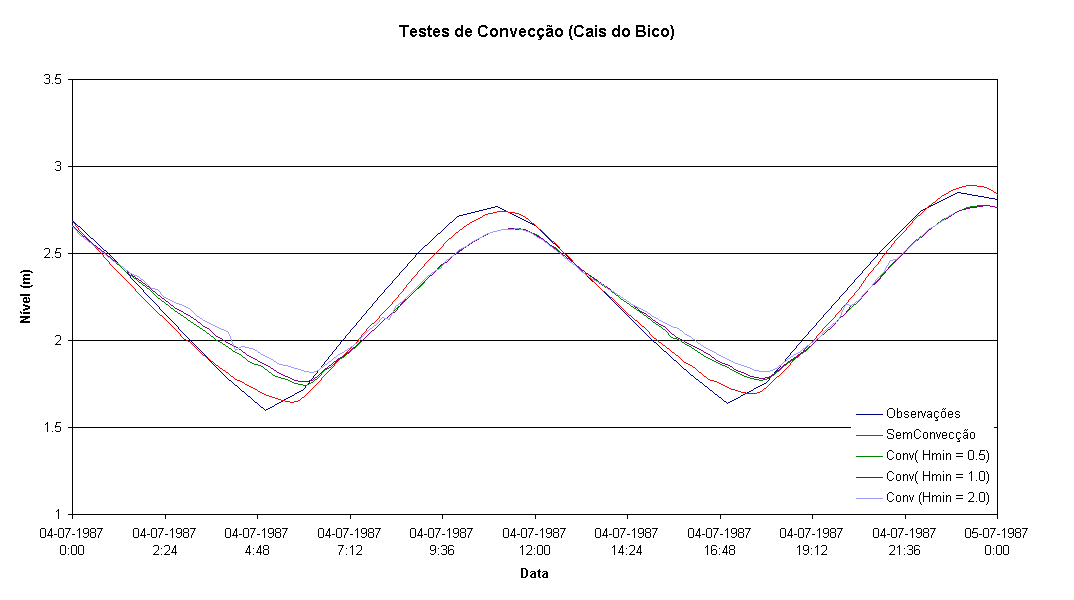 Testes de Convecção (Cais do Bico)
3.5
3
2.5
2
1.5
1
Nível (m)
Observações
SemConvecção
Conv( Hmin = 0.5)
Conv( Hmin = 1.0)
Conv (Hmin = 2.0)
04-07-1987 04-07-1987 04-07-1987 04-07-1987 04-07-1987 04-07-1987 04-07-1987 04-07-1987 04-07-1987 04-07-1987 05-07-1987
0:00 2:24 4:48 7:12 9:36 12:00 14:24 16:48 19:12 21:36 0:00
Data